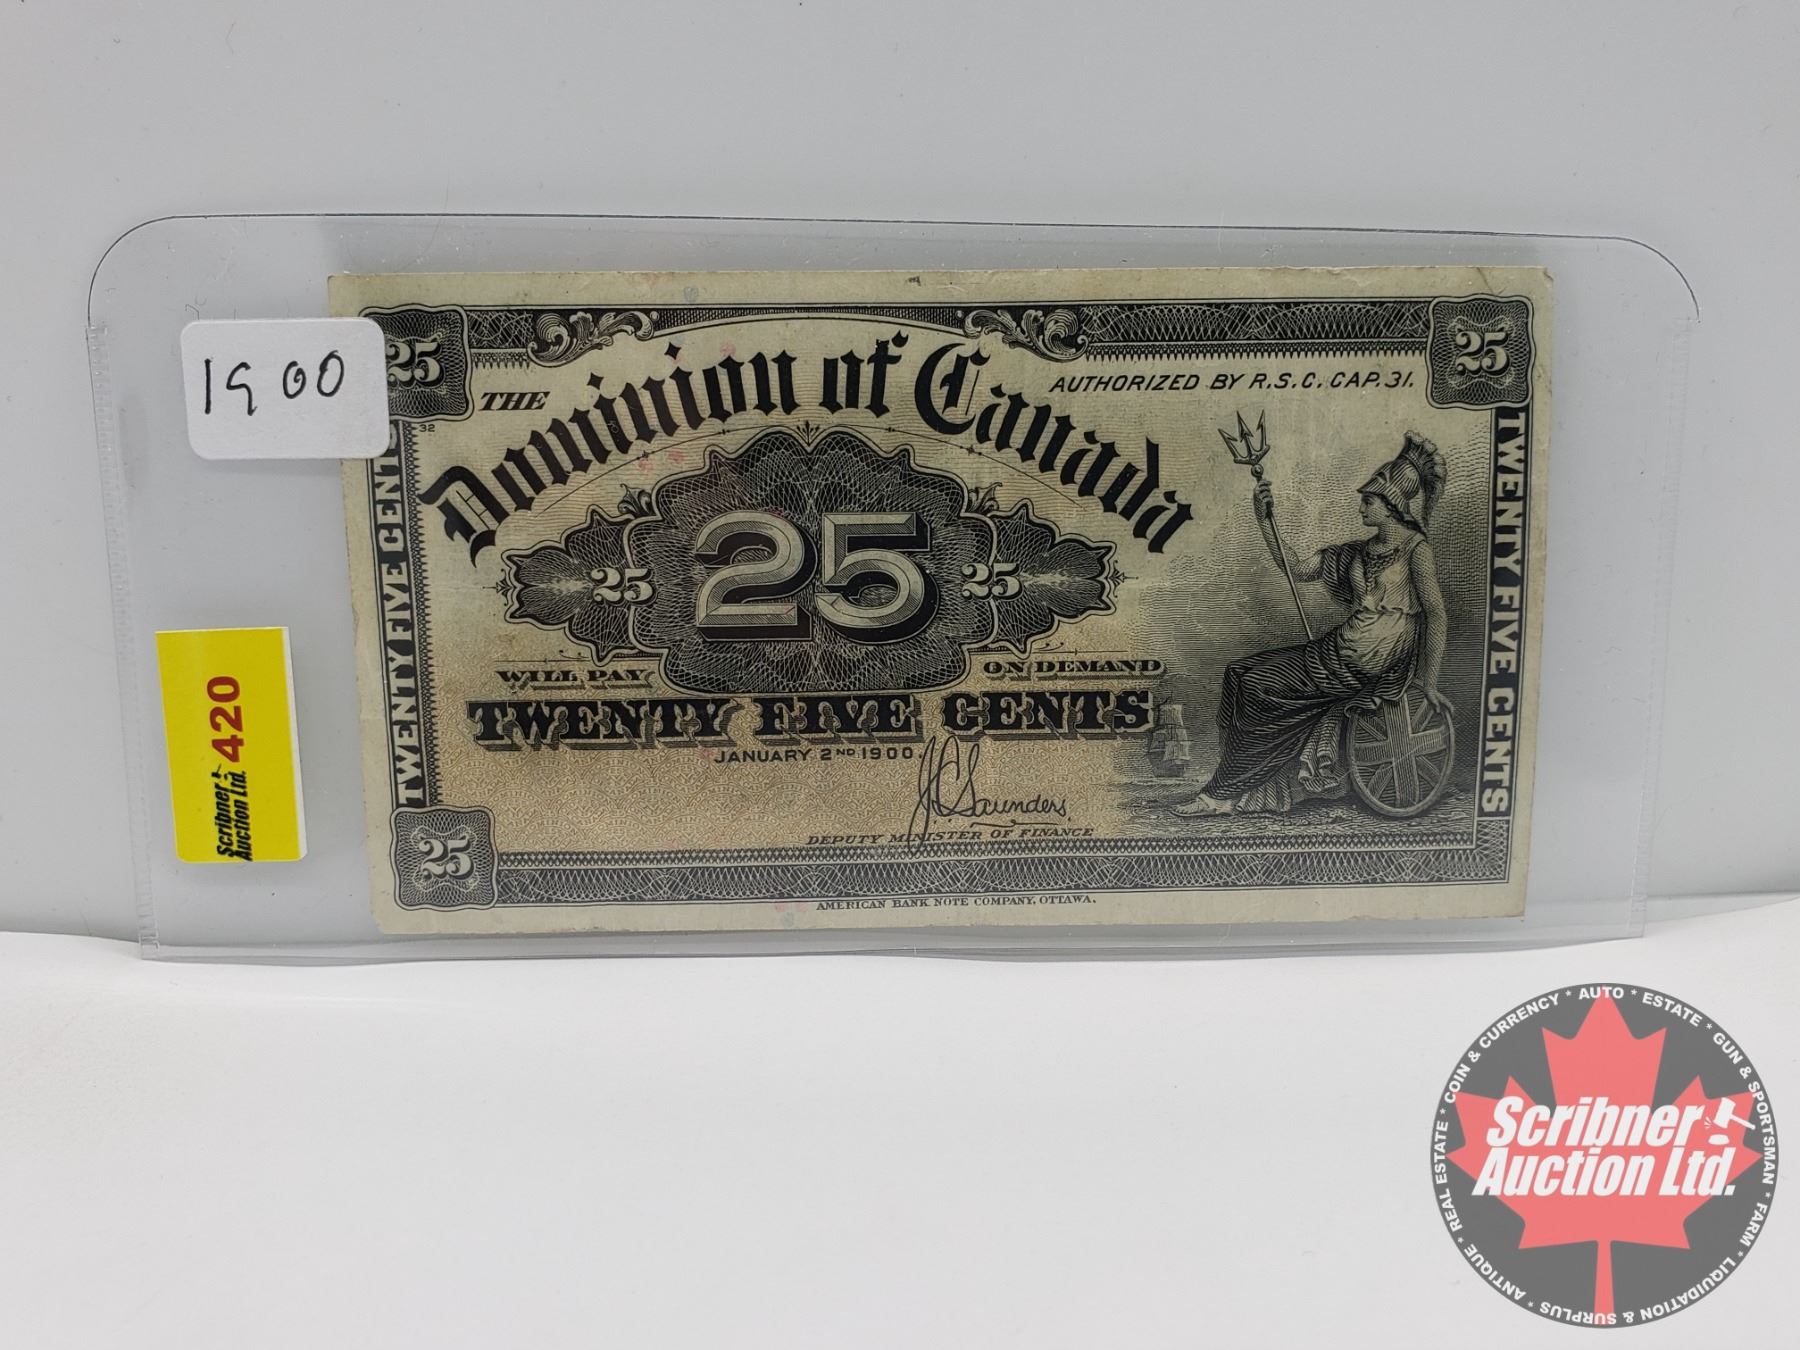 1900
420
Scribner
Auction Ltd.
25
25
THE Dominion of Canada
AUTHORIZED BY R.S.C. CAP. 31.
32
TWENTY FIVE CENTS
25 25 25
TWENTY FIVE CENTS
WILL PAY ON DEMAND
TWENTY FIVE CENTS
JANUARY 2ND 1900.
J C Saunders,
DEPUTY MINISTER OF FINANCE
25
AMERICAN BANK NOTE COMPANY, OTTAWA.
REAL ESTATE * COIN & CURRENCY * AUTO * ESTATE * GUN & SPORTSMAN * FARM * LIQUIDATION & SURPLUS * ANTIQUE *
Scribner
Auction Ltd.